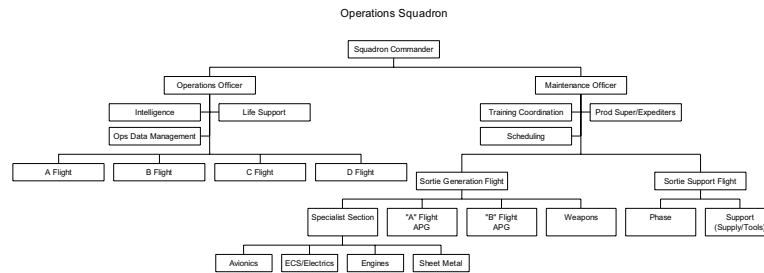 Operations Squadron
Squadron Commander
Operations Officer
Maintenance Officer
Intelligence
Life Support
Training Coordination
Prod Super/Expediters
Ops Data Management
Scheduling
A Flight
B Flight
C Flight
D Flight
Sortie Generation Flight
Sortie Support Flight
Specialist Section
"A" Flight
APG
"B" Flight
APG
Weapons
Phase
Support
(Supply/Tools)
Avionics
ECS/Electrics
Engines
Sheet Metal